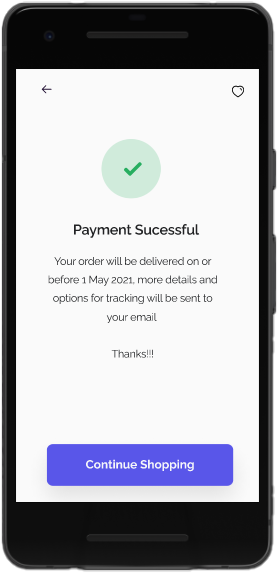 Payment Sucessful
Your order will be delivered on or
before 1 May 2021, more details and
options for tracking will be sent to
your email
Thanks!!!
Continue Shopping